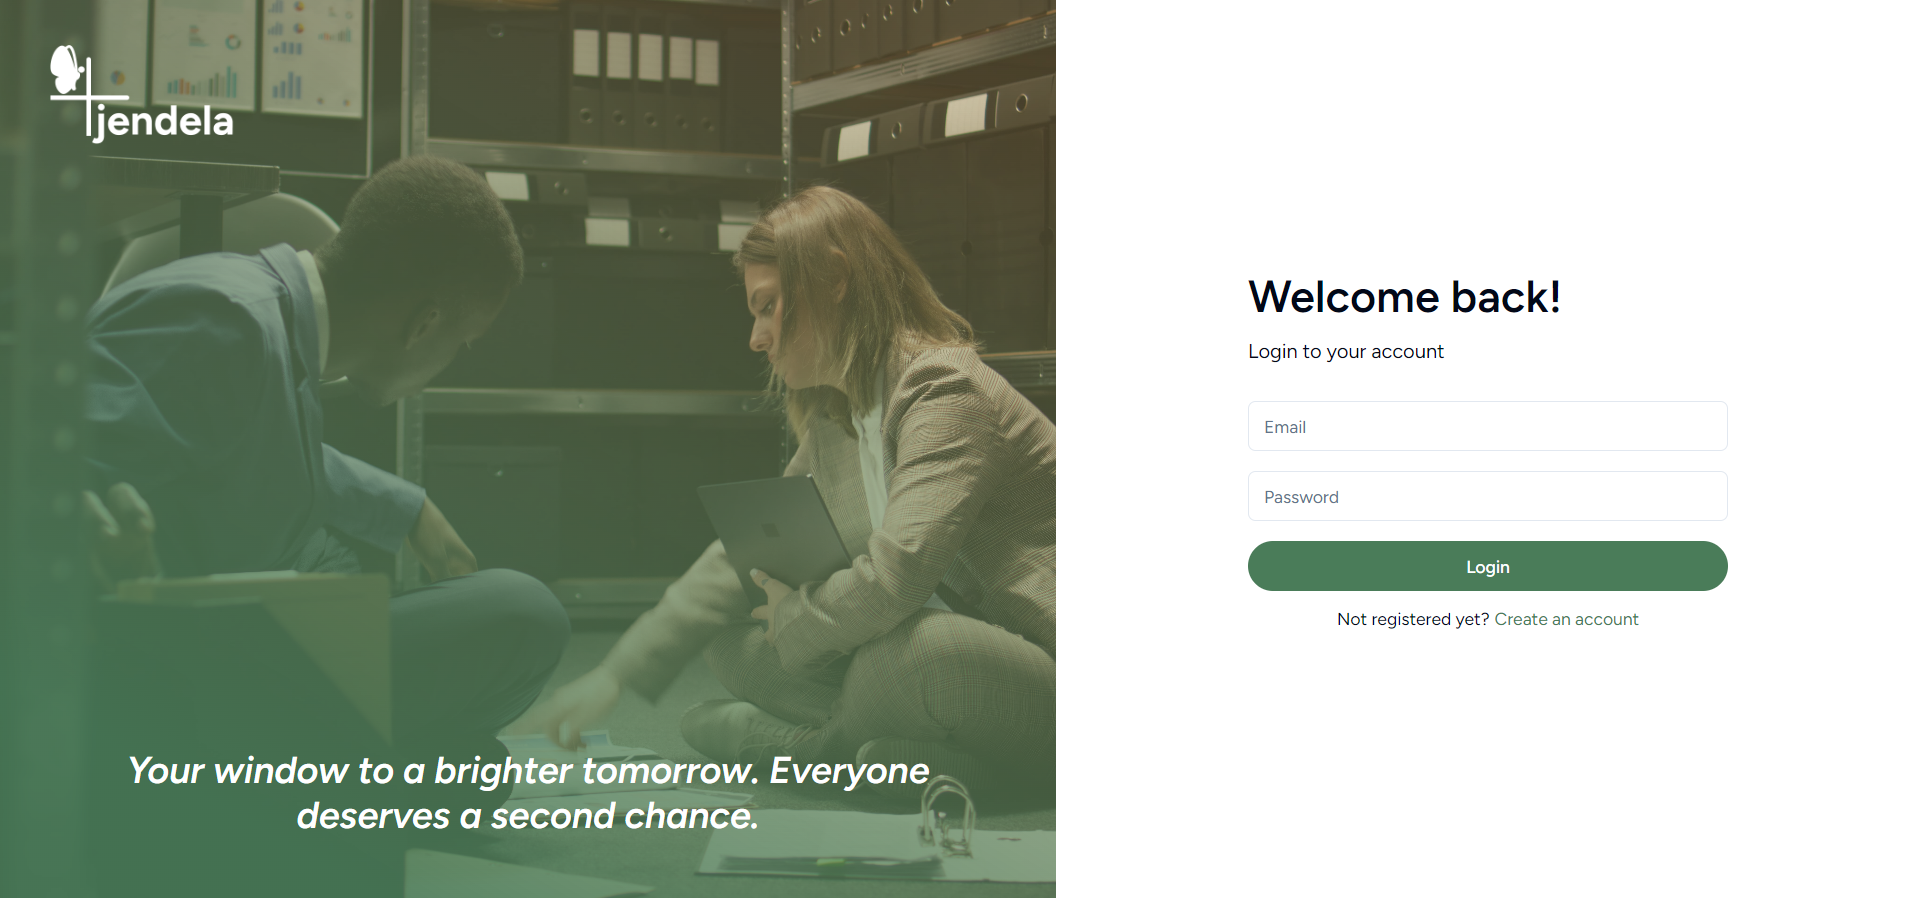 jendela
Your window to a brighter tomorrow. Everyone
deserves a second chance.
Welcome back!
Login to your account
Email
Password
Login
Not registered yet? Create an account